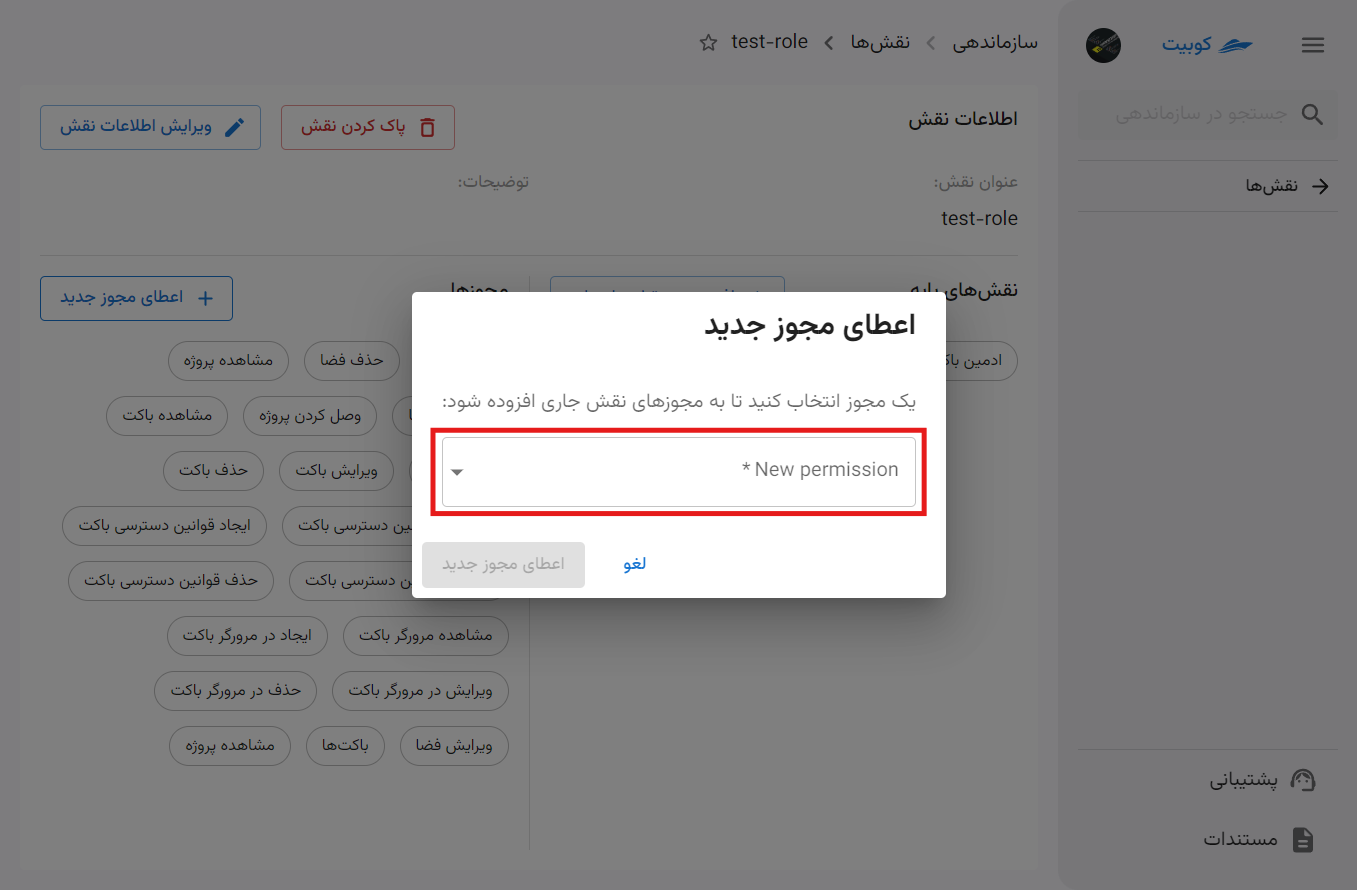 کوبیت
جستجو در سازماندهی
نقش‌ها
پشتیبانی
مستندات
سازماندهی
نقش‌ها
test-role
اطلاعات نقش
پاک کردن نقش
ویرایش اطلاعات نقش
عنوان نقش:
test-role
توضیحات:
نقش‌های پایه
مجوزها
اعطای مجوز جدید
ادمین
حذف فضا
مشاهده پروژه
وصل کردن پروژه
مشاهده باکت
ویرایش باکت
حذف باکت
دسترسی باکت
ایجاد قوانین دسترسی باکت
دسترسی باکت
حذف قوانین دسترسی باکت
مشاهده مرورگر باکت
ایجاد در مرورگر باکت
ویرایش در مرورگر باکت
حذف در مرورگر باکت
ویرایش فضا
باکت‌ها
مشاهده پروژه
اعطای مجوز جدید
یک مجوز انتخاب کنید تا به مجوزهای نقش جاری افزوده شود:
New permission *
لغو
اعطای مجوز جدید